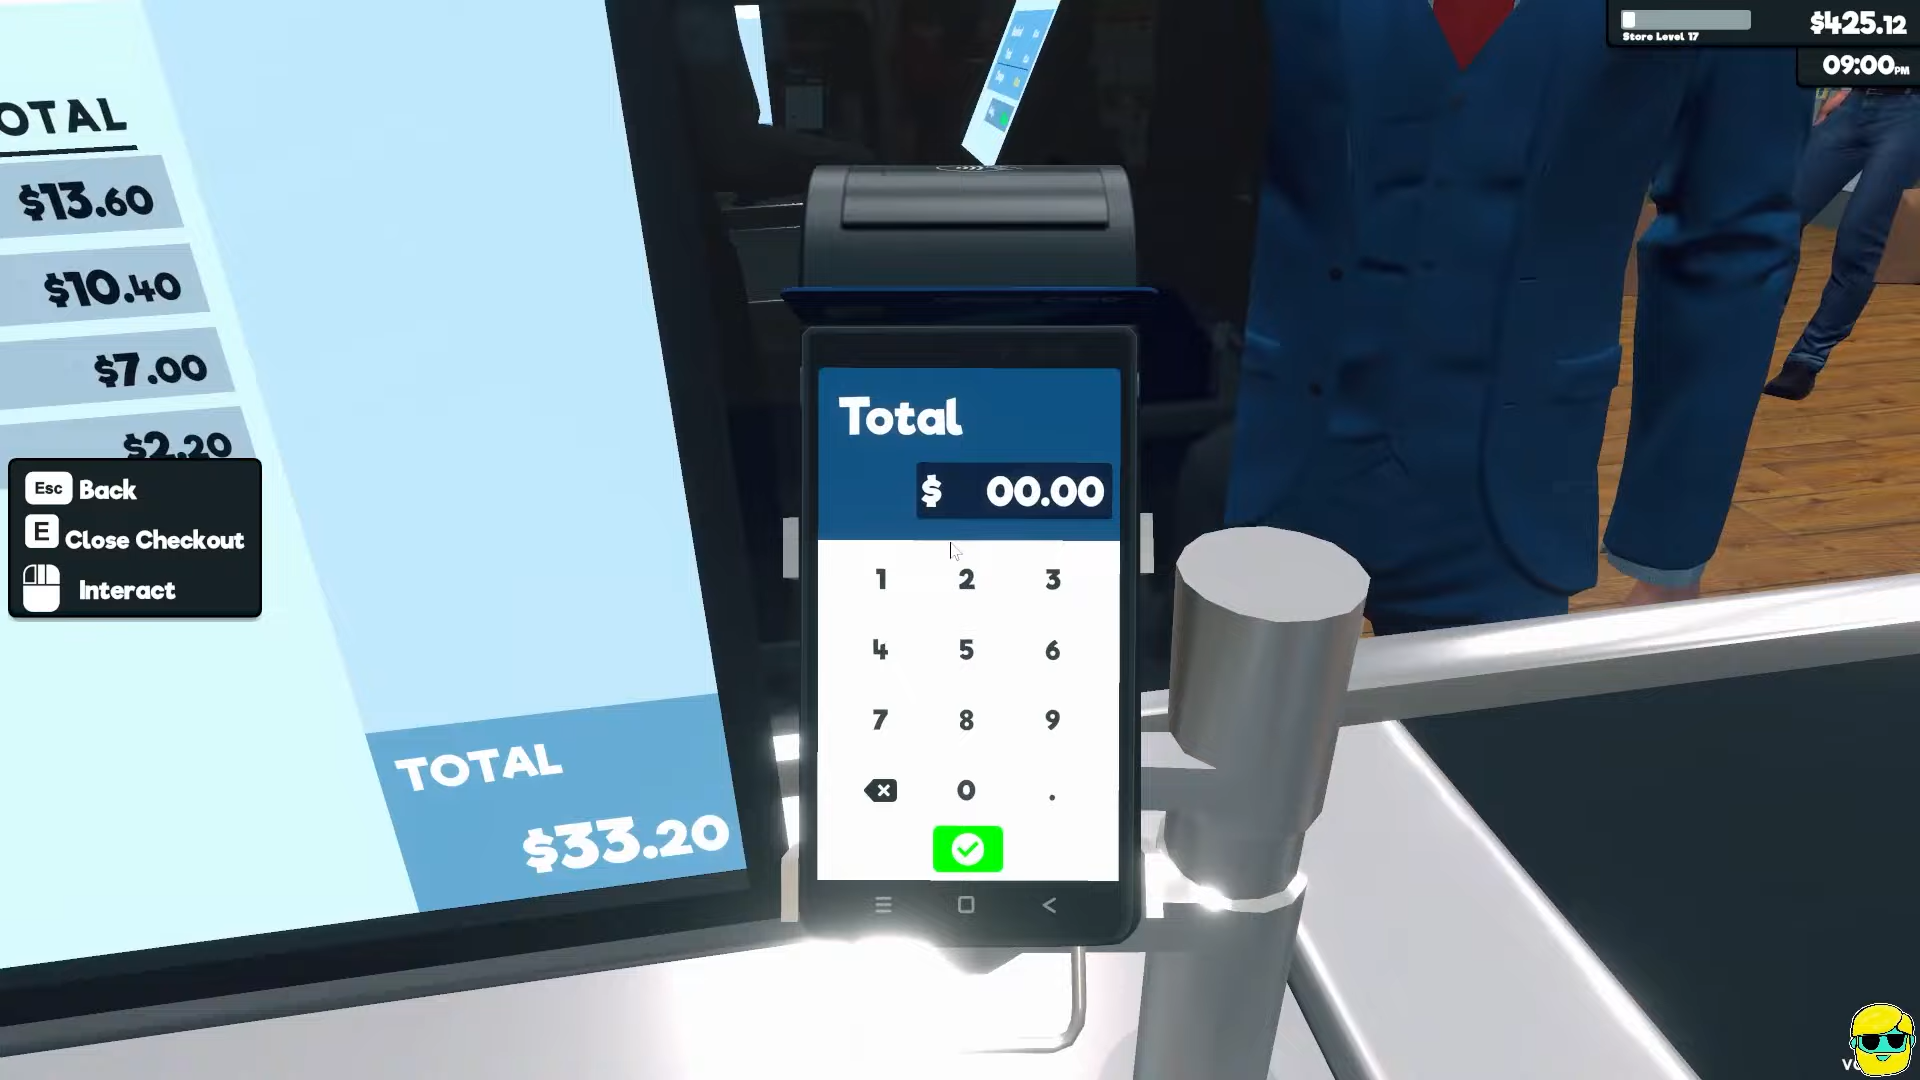 $425.12
Store Level 17
09:00PM
OTAL
$13.60
$10.40
$7.00
$2.20
Esc Back
E Close Checkout
Interact
TOTAL
$33.20
Total
$ 00.00
1 2 3
4 5 6
7 8 9
0 .